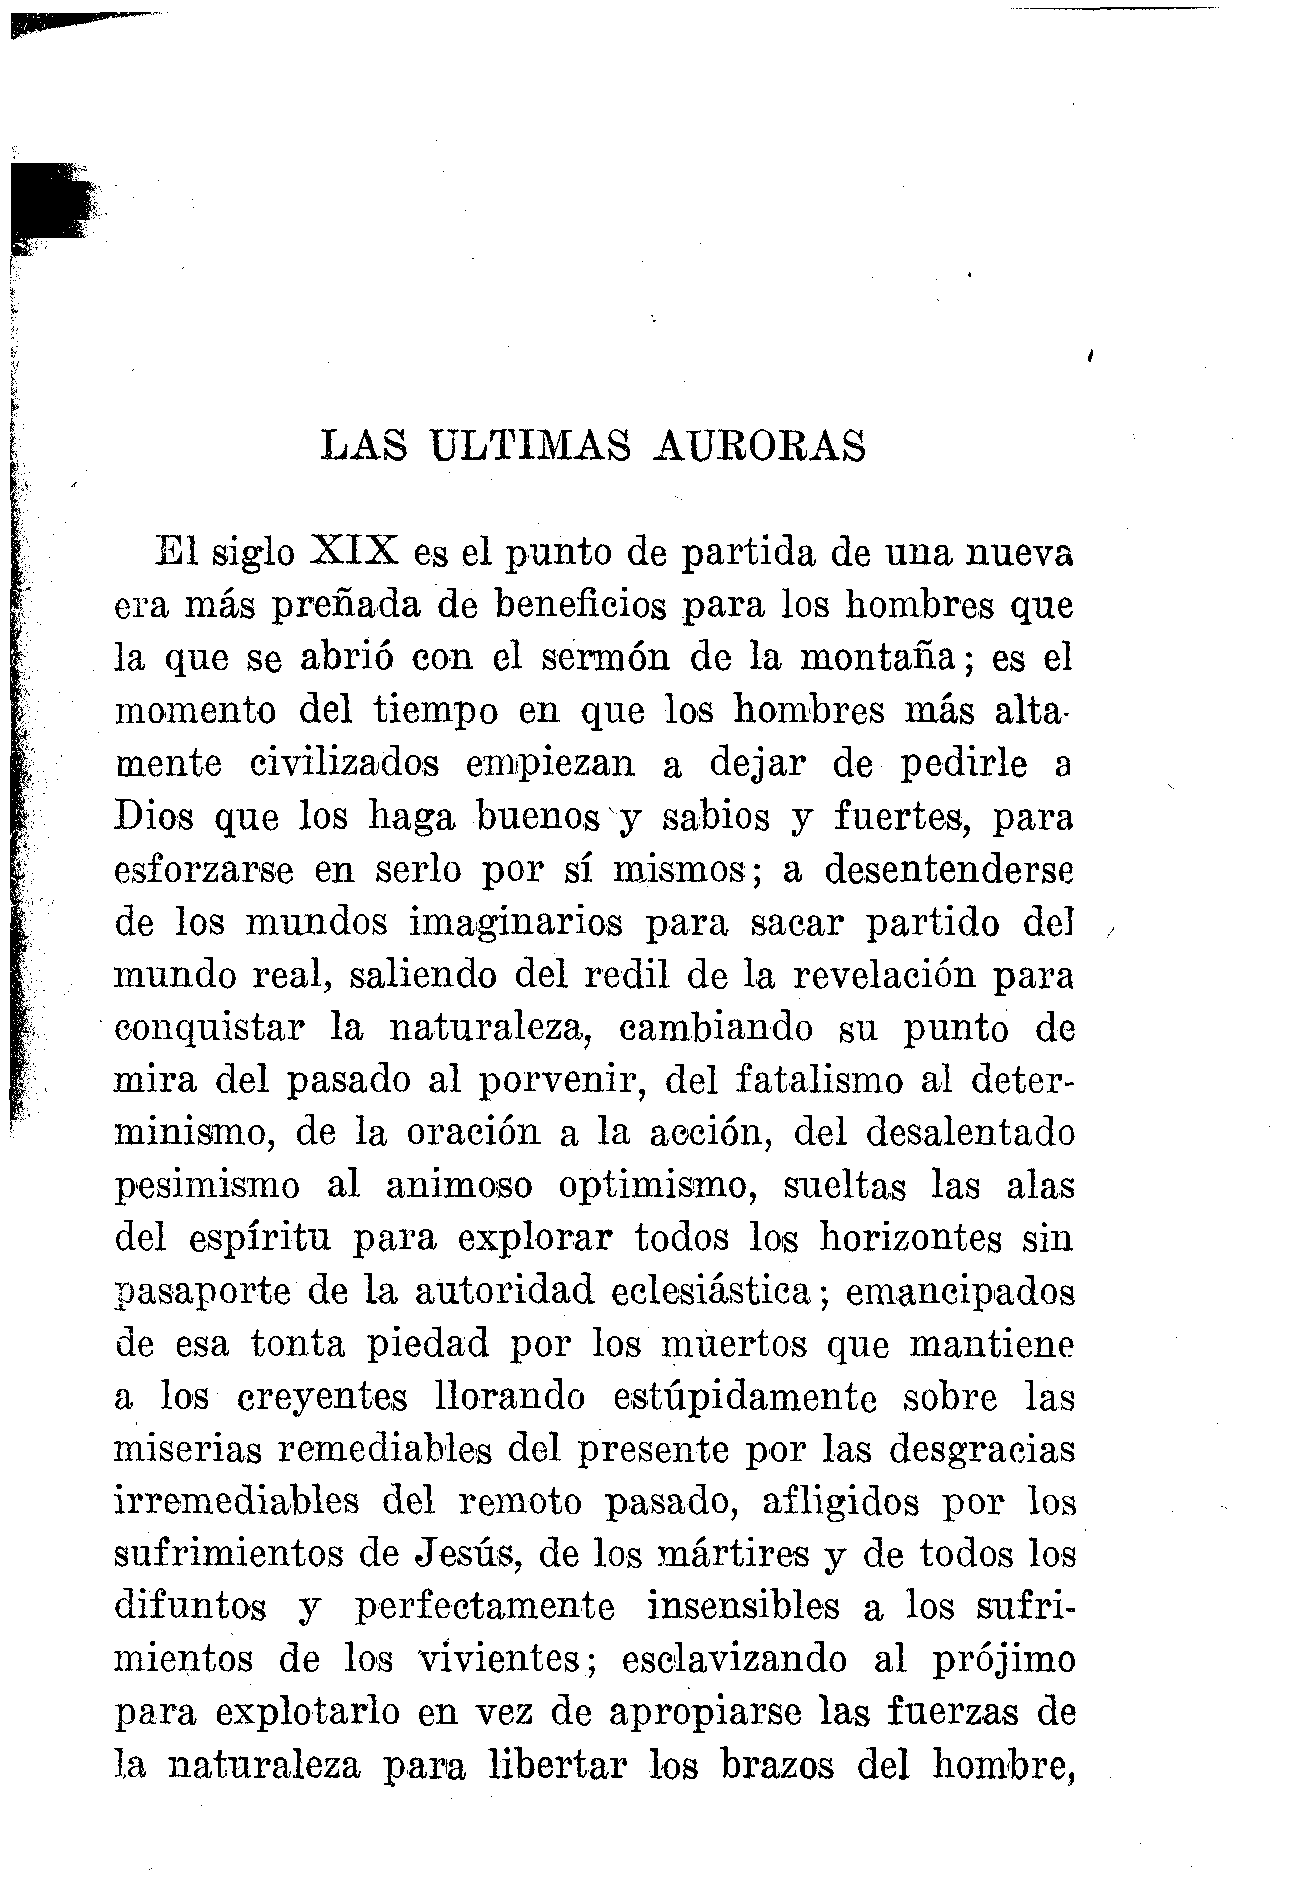 LAS ULTIMAS AURORAS
El siglo XIX es el punto de partida de una nueva
era más preñada de beneficios para los hombres que
la que se abrió con el sermón de la montaña; es el
momento del tiempo en que los hombres más alta-
mente civilizados empiezan a dejar de pedirle a
Dios que los haga buenos y sabios y fuertes, para
esforzarse en serlo por sí mismos; a desentenderse
de los mundos imaginarios para sacar partido del
mundo real, saliendo del redil de la revelación para
conquistar la naturaleza, cambiando su punto de
mira del pasado al porvenir, del fatalismo al deter-
minismo, de la oración a la acción, del desalentado
pesimismo al animoso optimismo, sueltas las alas
del espíritu para explorar todos los horizontes sin
pasaporte de la autoridad eclesiástica; emancipados
de esa tonta piedad por los muertos que mantiene
a los creyentes llorando estúpidamente sobre las
miserias remediables del presente por las desgracias
irremediables del remoto pasado, afligidos por los
sufrimientos de Jesús, de los mártires y de todos los
difuntos y perfectamente insensibles a los sufri-
mientos de los vivientes; esclavizando al prójimo
para explotarlo en vez de apropiarse las fuerzas de
la naturaleza para libertar los brazos del hombre,